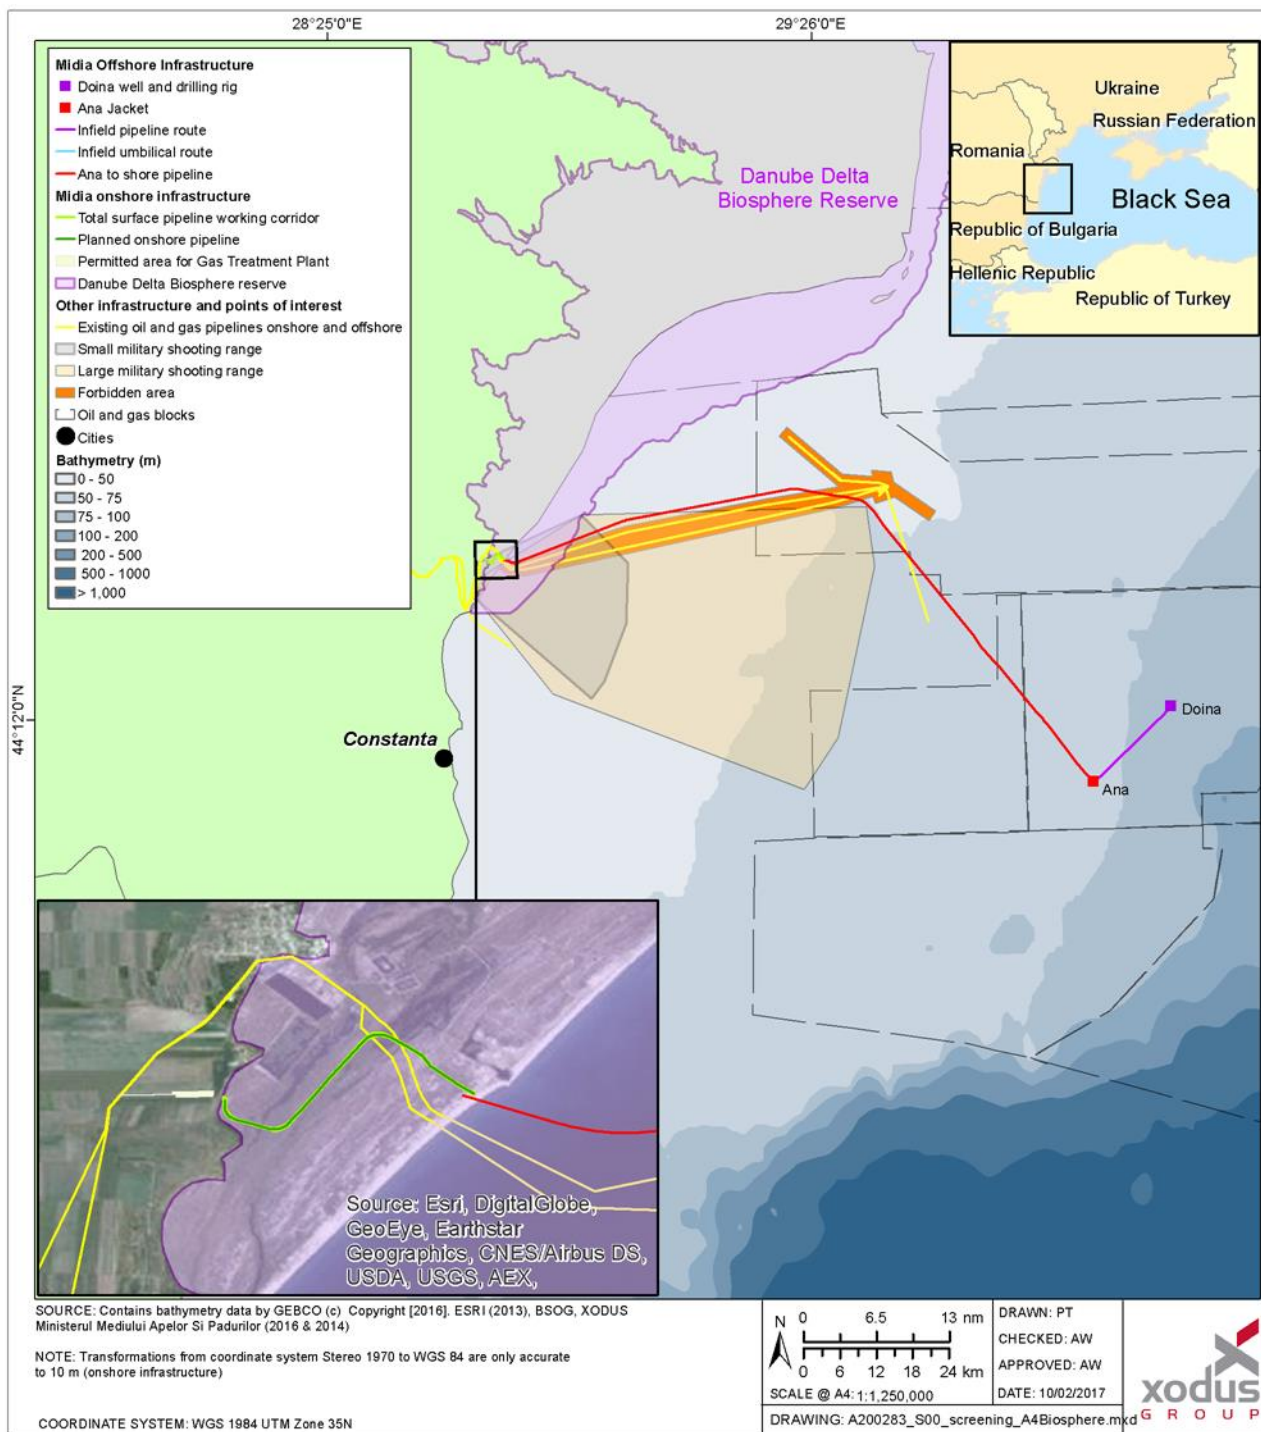 28°25'0"E
29°26'0"E
44°12'0"N
Midia Offshore Infrastructure
Doina well and drilling rig
Ana Jacket
Infield pipeline route
Infield umbilical route
Ana to shore pipeline
Midia onshore infrastructure
Total surface pipeline working corridor
Planned onshore pipeline
Permitted area for Gas Treatment Plant
Danube Delta Biosphere reserve
Other infrastructure and points of interest
Existing oil and gas pipelines onshore and offshore
Small military shooting range
Large military shooting range
Forbidden area
Oil and gas blocks
Cities
Bathymetry (m)
0 - 50
50 - 75
75 - 100
100 - 200
200 - 500
500 - 1000
> 1,000
Danube Delta
Biosphere Reserve
Ukraine
Russian Federation
Romania
Black Sea
Republic of Bulgaria
Hellenic Republic
Republic of Turkey
Constanta
Doina
Ana
Source: Esri, DigitalGlobe,
GeoEye, Earthstar
Geographics, CNES/Airbus DS,
USDA, USGS, AEX,
SOURCE: Contains bathymetry data by GEBCO (c) Copyright [2016]. ESRI (2013), BSOG, XODUS
Ministerul Mediului Apelor Si Padurilor (2016 & 2014)
NOTE: Transformations from coordinate system Stereo 1970 to WGS 84 are only accurate
to 10 m (onshore infrastructure)
COORDINATE SYSTEM: WGS 1984 UTM Zone 35N
N
0 6.5 13 nm
0 6 12 18 24 km
SCALE @ A4: 1:1,250,000
DRAWN: PT
CHECKED: AW
APPROVED: AW
DATE: 10/02/2017
DRAWING: A200283_S00_screening_A4Biosphere.mxd
xodus
GROUP